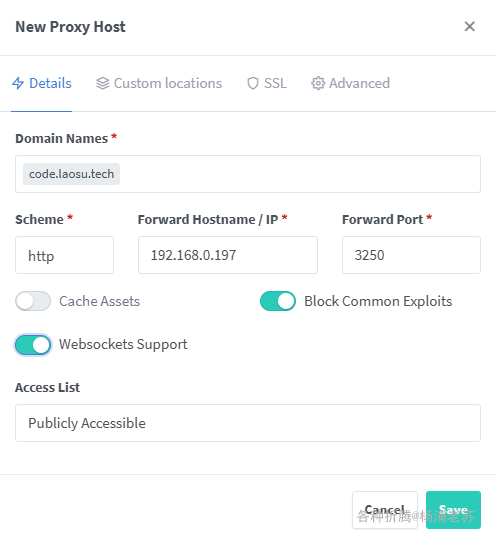 New Proxy Host
Details Custom locations SSL Advanced
Domain Names *
code.laosu.tech
Scheme * Forward Hostname / IP * Forward Port *
http 192.168.0.197 3250
Cache Assets Block Common Exploits
Websockets Support
Access List
Publicly Accessible
Cancel Save
各种折腾@杨浦老苏